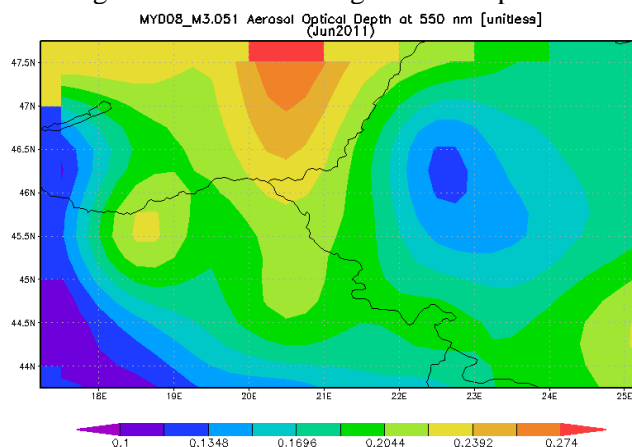 MYD08_M3.051 Aerosol Optical Depth at 550 nm [unitless]
(Jun2011)
47.5N
47N
46.5N
46N
45.5N
45N
44.5N
44N
18E 19E 20E 21E 22E 23E 24E 25E
0.1 0.1348 0.1696 0.2044 0.2392 0.274